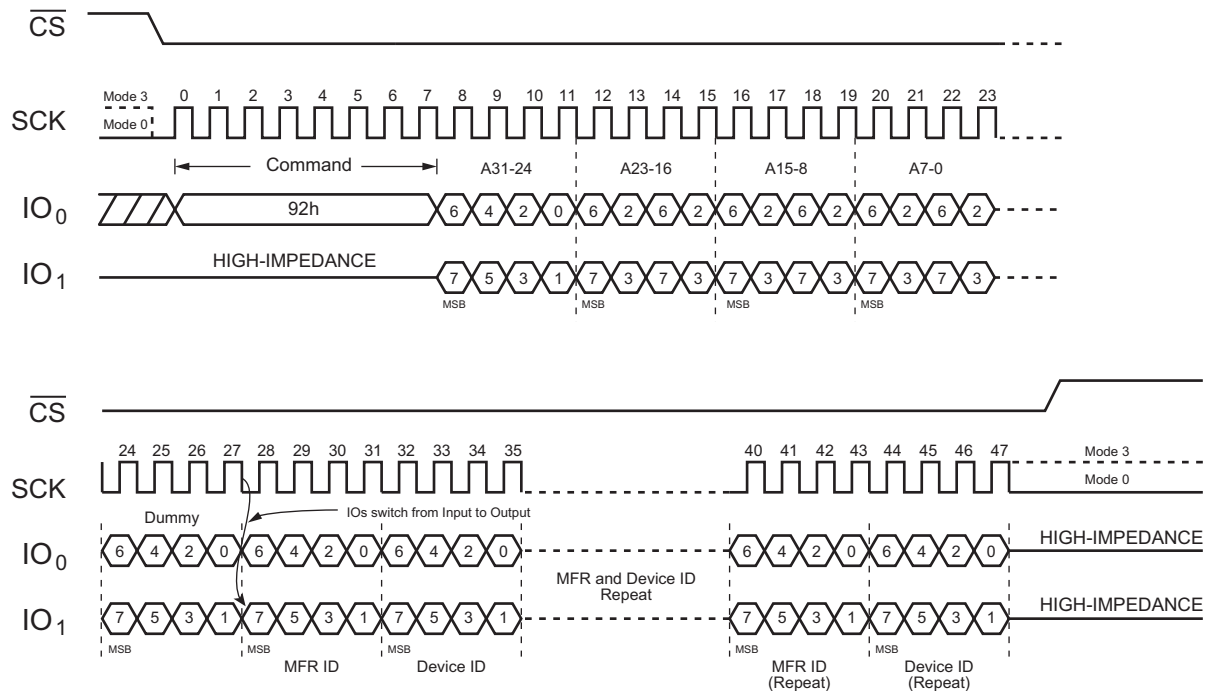 CS
SCK
Mode 3
Mode 0
0 1 2 3 4 5 6 7 8 9 10 11 12 13 14 15 16 17 18 19 20 21 22 23
Command
A31-24
A23-16
A15-8
A7-0
IO0
92h
6 4 2 0 6 2 6 2 6 2 6 2 6 2 6 2
IO1
HIGH-IMPEDANCE
7 5 3 1 7 3 7 3 7 3 7 3 7 3 7 3
MSB MSB MSB MSB
CS
SCK
24 25 26 27 28 29 30 31 32 33 34 35 40 41 42 43 44 45 46 47
Mode 3
Mode 0
Dummy
IOs switch from Input to Output
IO0
6 4 2 0 6 4 2 0 6 4 2 0 6 4 2 0 6 4 2 0
HIGH-IMPEDANCE
MFR and Device ID
Repeat
IO1
7 5 3 1 7 5 3 1 7 5 3 1 7 5 3 1 7 5 3 1
HIGH-IMPEDANCE
MSB MSB MSB MSB MSB
MFR ID
Device ID
MFR ID
(Repeat)
Device ID
(Repeat)